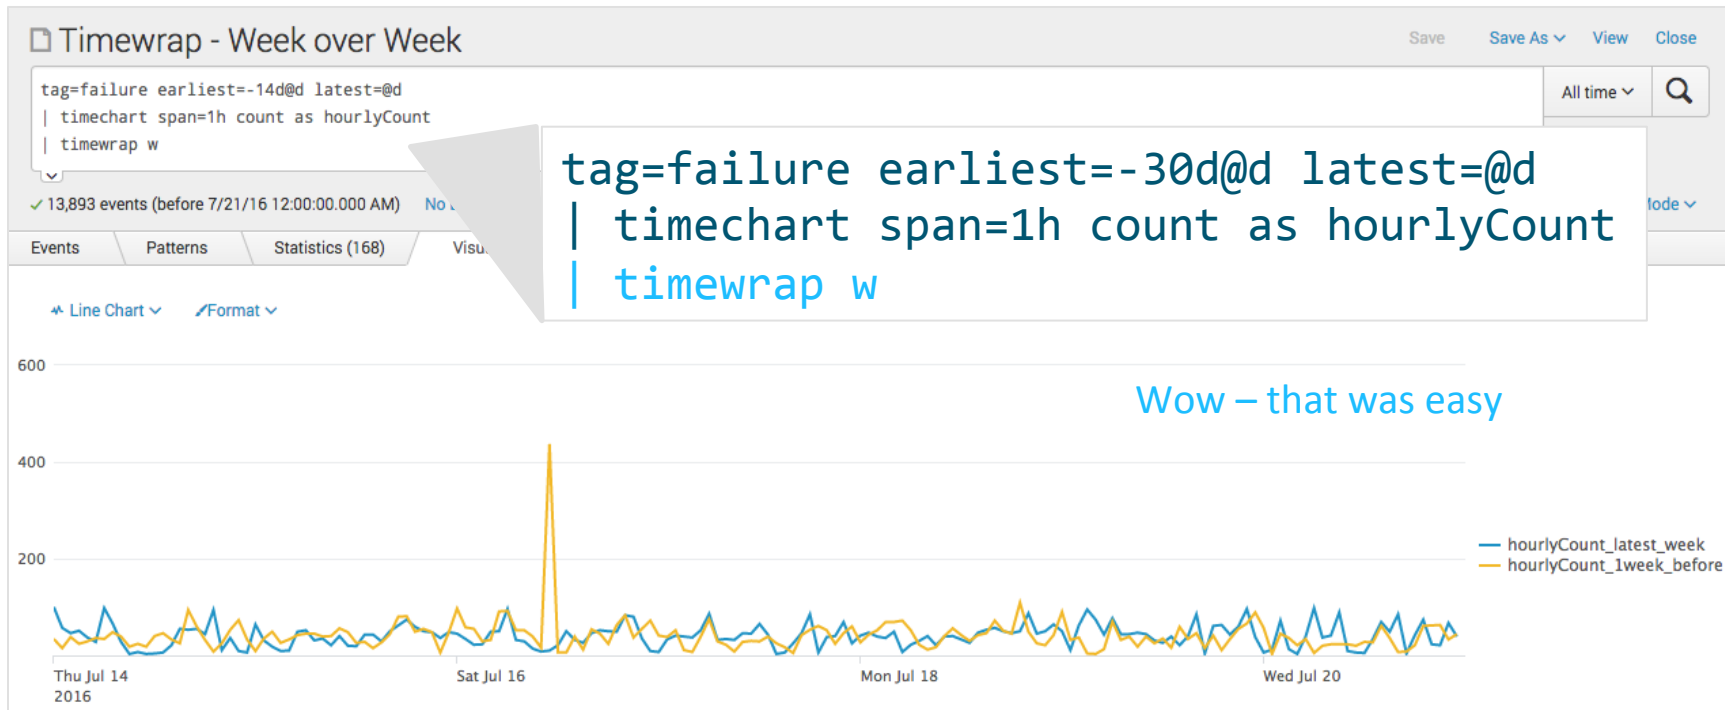 Timewrap - Week over Week
Save Save As View Close
tag=failure earliest=-14d@d latest=@d
| timechart span=1h count as hourlyCount
| timewrap w
All time
tag=failure earliest=-30d@d latest=@d
| timechart span=1h count as hourlyCount
| timewrap w
13,893 events (before 7/21/16 12:00:00.000 AM) No
Events Patterns Statistics (168)
Line Chart Format
Wow – that was easy
600
400
200
hourlyCount_latest_week
hourlyCount_1week_before
Thu Jul 14 Sat Jul 16 Mon Jul 18 Wed Jul 20
2016